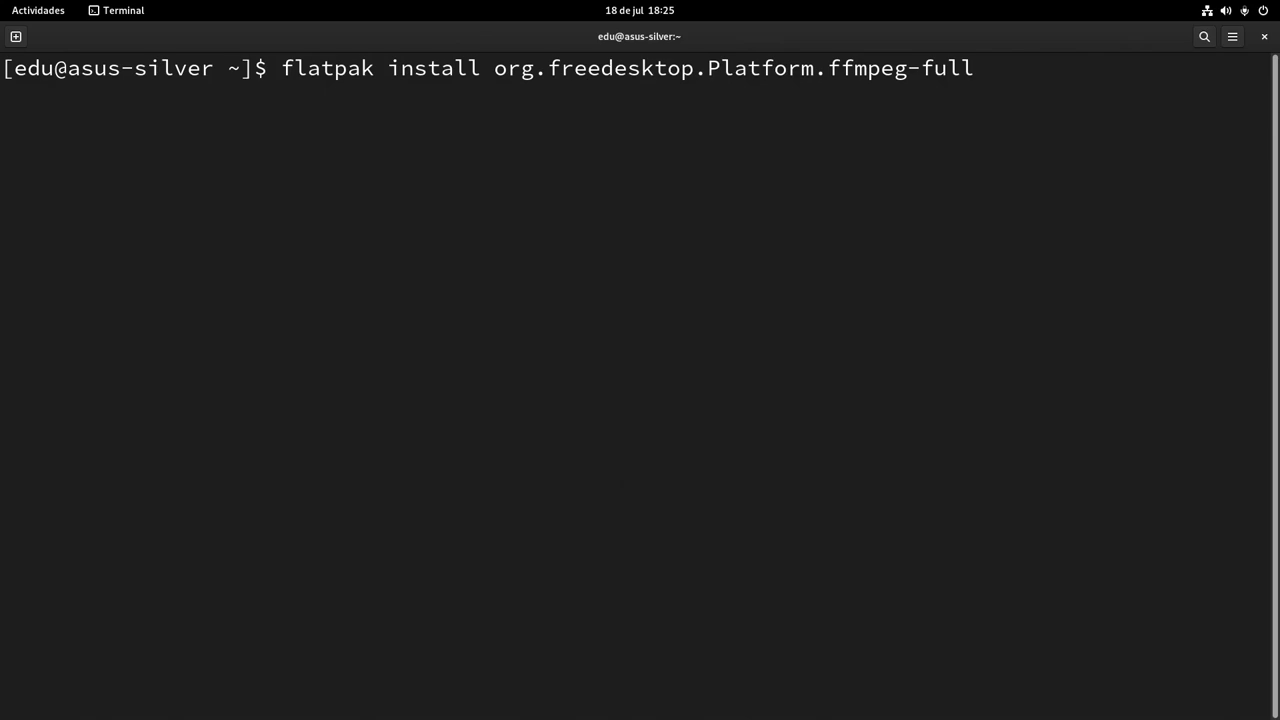 Actividades Terminal 18 de jul 18:25
edu@asus-silver:~
[edu@asus-silver ~]$ flatpak install org.freedesktop.Platform.ffmpeg-full